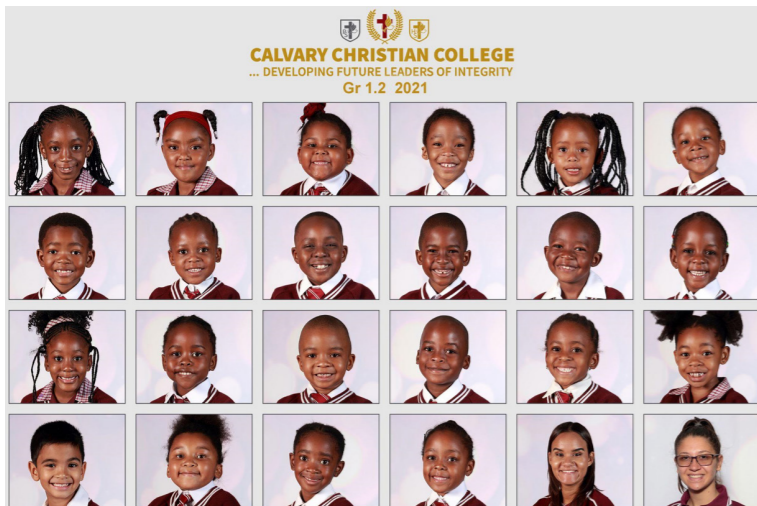 CALVARY CHRISTIAN COLLEGE
... DEVELOPING FUTURE LEADERS OF INTEGRITY
Gr 1.2 2021